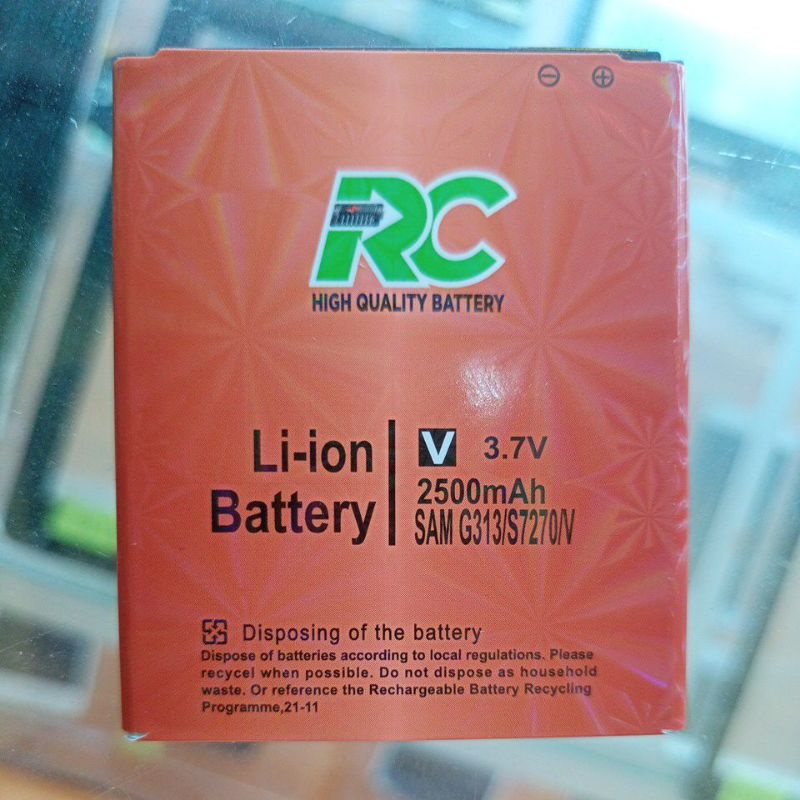 ⊖ ⊕
RC
HIGH QUALITY BATTERY
Li-ion
Battery
V 3.7V
2500mAh
SAM G313/S7270/V
Disposing of the battery
Dispose of batteries according to local regulations. Please
recycel when possible. Do not dispose as household
waste. Or reference the Rechargeable Battery Recycling
Programme,21-11